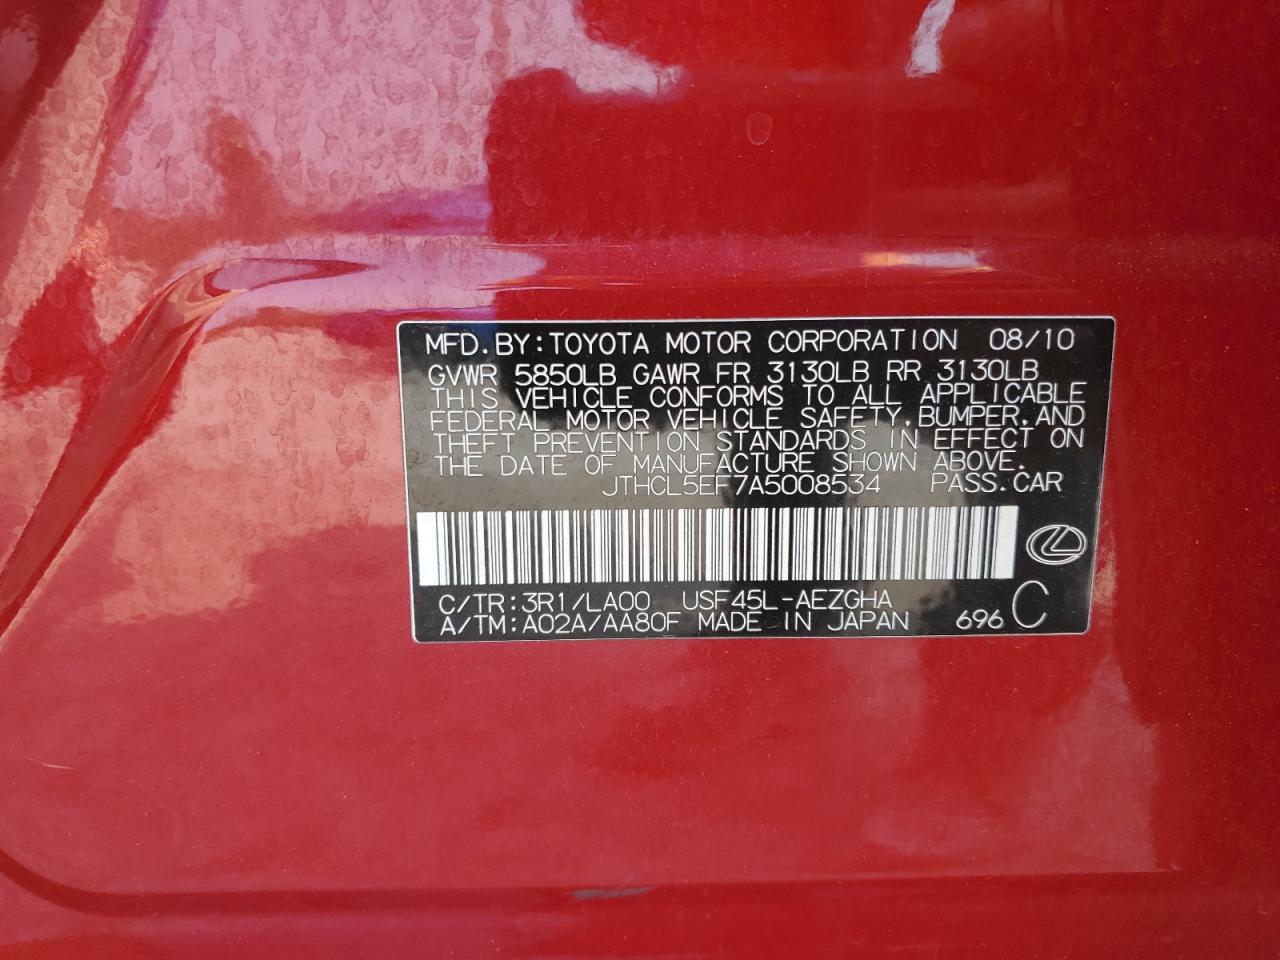 MFD.BY:TOYOTA MOTOR CORPORATION 08/10
GVWR 5850LB GAWR FR 3130LB RR 3130LB
THIS VEHICLE CONFORMS TO ALL APPLICABLE
FEDERAL MOTOR VEHICLE SAFETY,BUMPER,AND
THEFT PREVENTION STANDARDS IN EFFECT ON
THE DATE OF MANUFACTURE SHOWN ABOVE.
JTHCL5EF7A5008534 PASS.CAR
C/TR:3R1/LA00 USF45L-AEZGHA
A/TM:A02A/AA80F MADE IN JAPAN 696 C